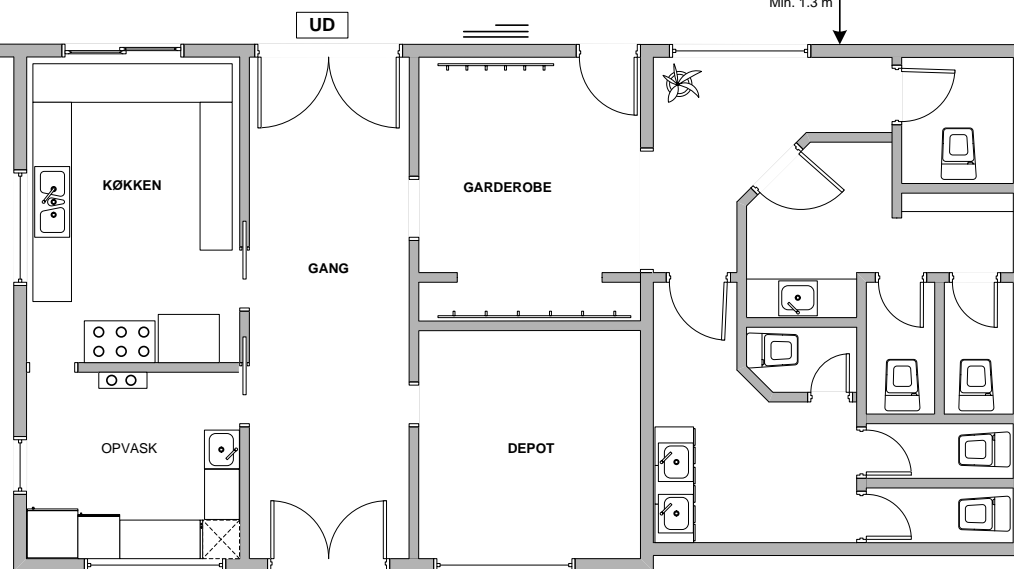 Min. 1.3 m
UD
KØKKEN
GARDEROBE
GANG
OPVASK
DEPOT